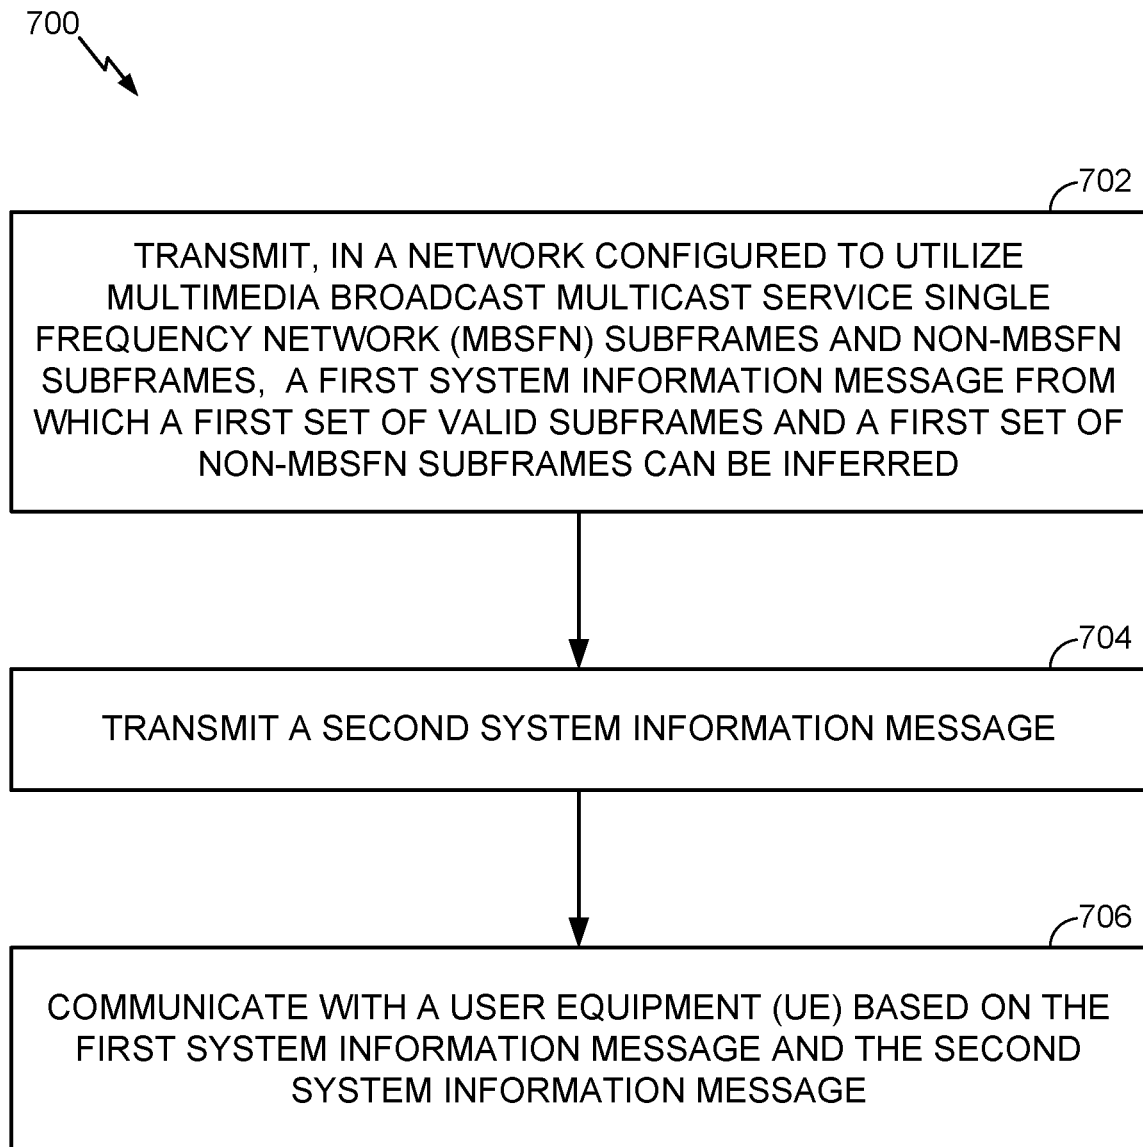 700
702
TRANSMIT, IN A NETWORK CONFIGURED TO UTILIZE
MULTIMEDIA BROADCAST MULTICAST SERVICE SINGLE
FREQUENCY NETWORK (MBSFN) SUBFRAMES AND NON-MBSFN
SUBFRAMES, A FIRST SYSTEM INFORMATION MESSAGE FROM
WHICH A FIRST SET OF VALID SUBFRAMES AND A FIRST SET OF
NON-MBSFN SUBFRAMES CAN BE INFERRED
704
TRANSMIT A SECOND SYSTEM INFORMATION MESSAGE
706
COMMUNICATE WITH A USER EQUIPMENT (UE) BASED ON THE
FIRST SYSTEM INFORMATION MESSAGE AND THE SECOND
SYSTEM INFORMATION MESSAGE